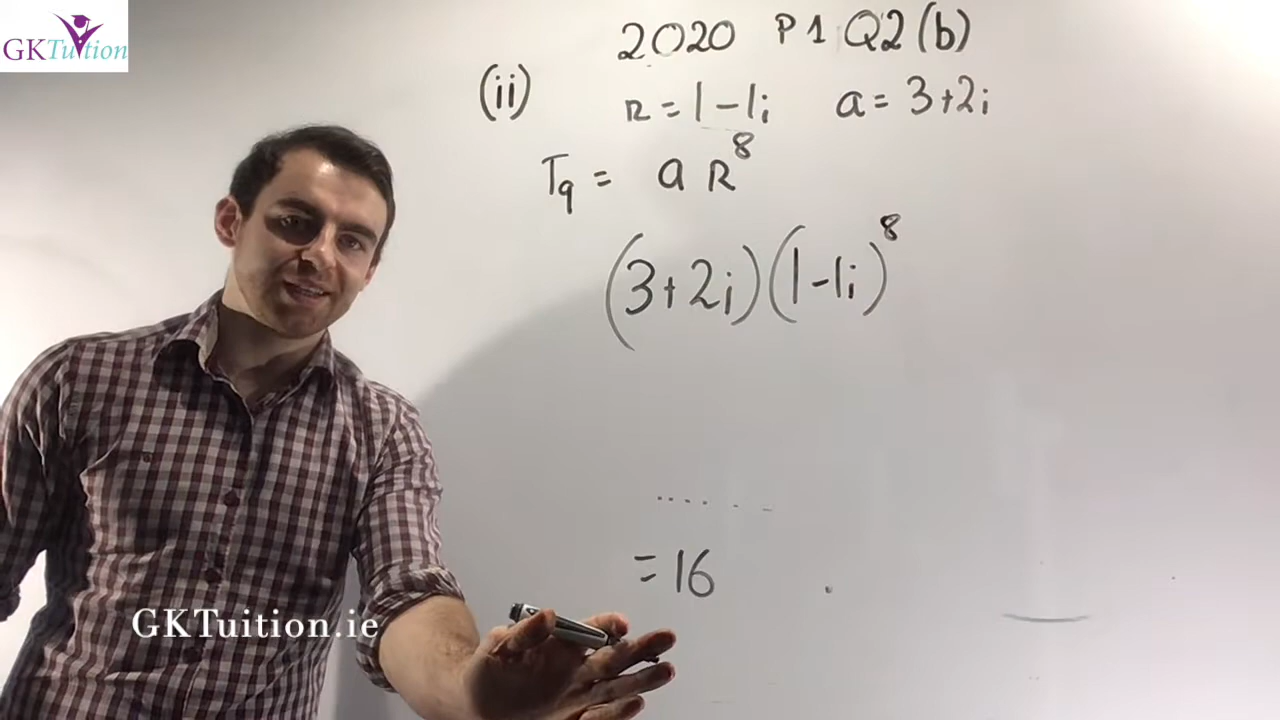 GKTuition
2020 P1 Q2(b)
(ii) r = 1 - 1i a = 3+2i
T₉ = a r⁸
(3+2i)(1-1i)⁸
.....
= 16
GKTuition.ie